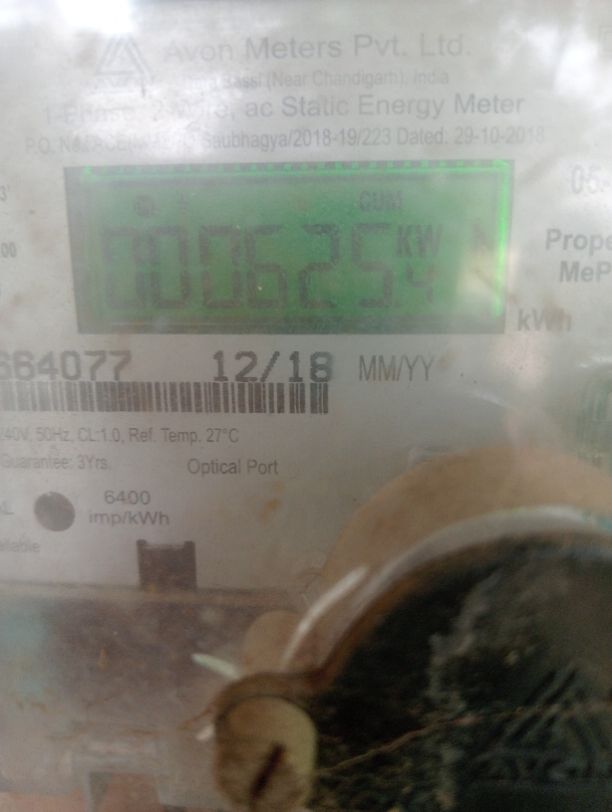 Avon Meters Pvt. Ltd.
Bassi (Near Chandigarh), India
ac Static Energy Meter
Saubhagya/2018-19/223 Dated: 29-10-2018
CUM
000625.4 KW
kWh
Prope
MeP
00
664077 12/18 MM/YY
240V, 50Hz, CL:1.0, Ref. Temp. 27°C
Guarantee: 3Yrs. Optical Port
6400
imp/kWh